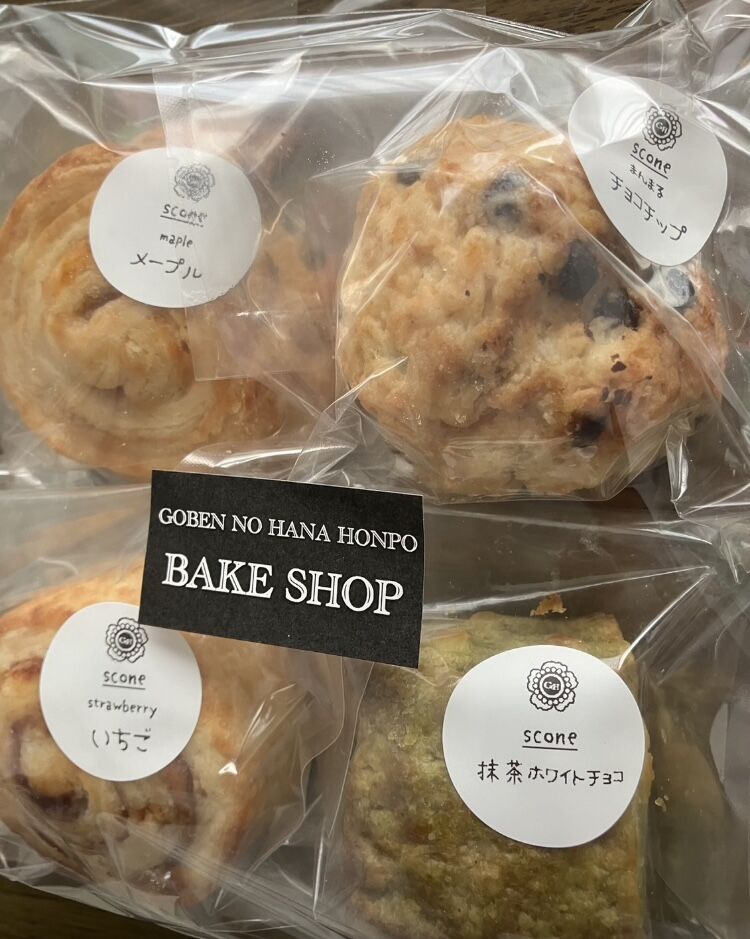 scone
maple
メープル
scone
まんまる
チョコチップ
GOBEN NO HANA HONPO
BAKE SHOP
scone
strawberry
いちご
GH
scone
抹茶ホワイトチョコ